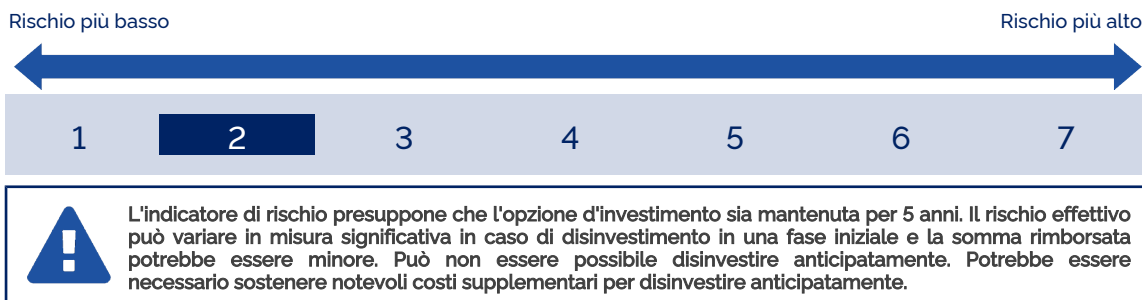 Rischio più basso Rischio più alto
1 2 3 4 5 6 7
L'indicatore di rischio presuppone che l'opzione d'investimento sia mantenuta per 5 anni. Il rischio effettivo
può variare in misura significativa in caso di disinvestimento in una fase iniziale e la somma rimborsata
potrebbe essere minore. Può non essere possibile disinvestire anticipatamente. Potrebbe essere
necessario sostenere notevoli costi supplementari per disinvestire anticipatamente.